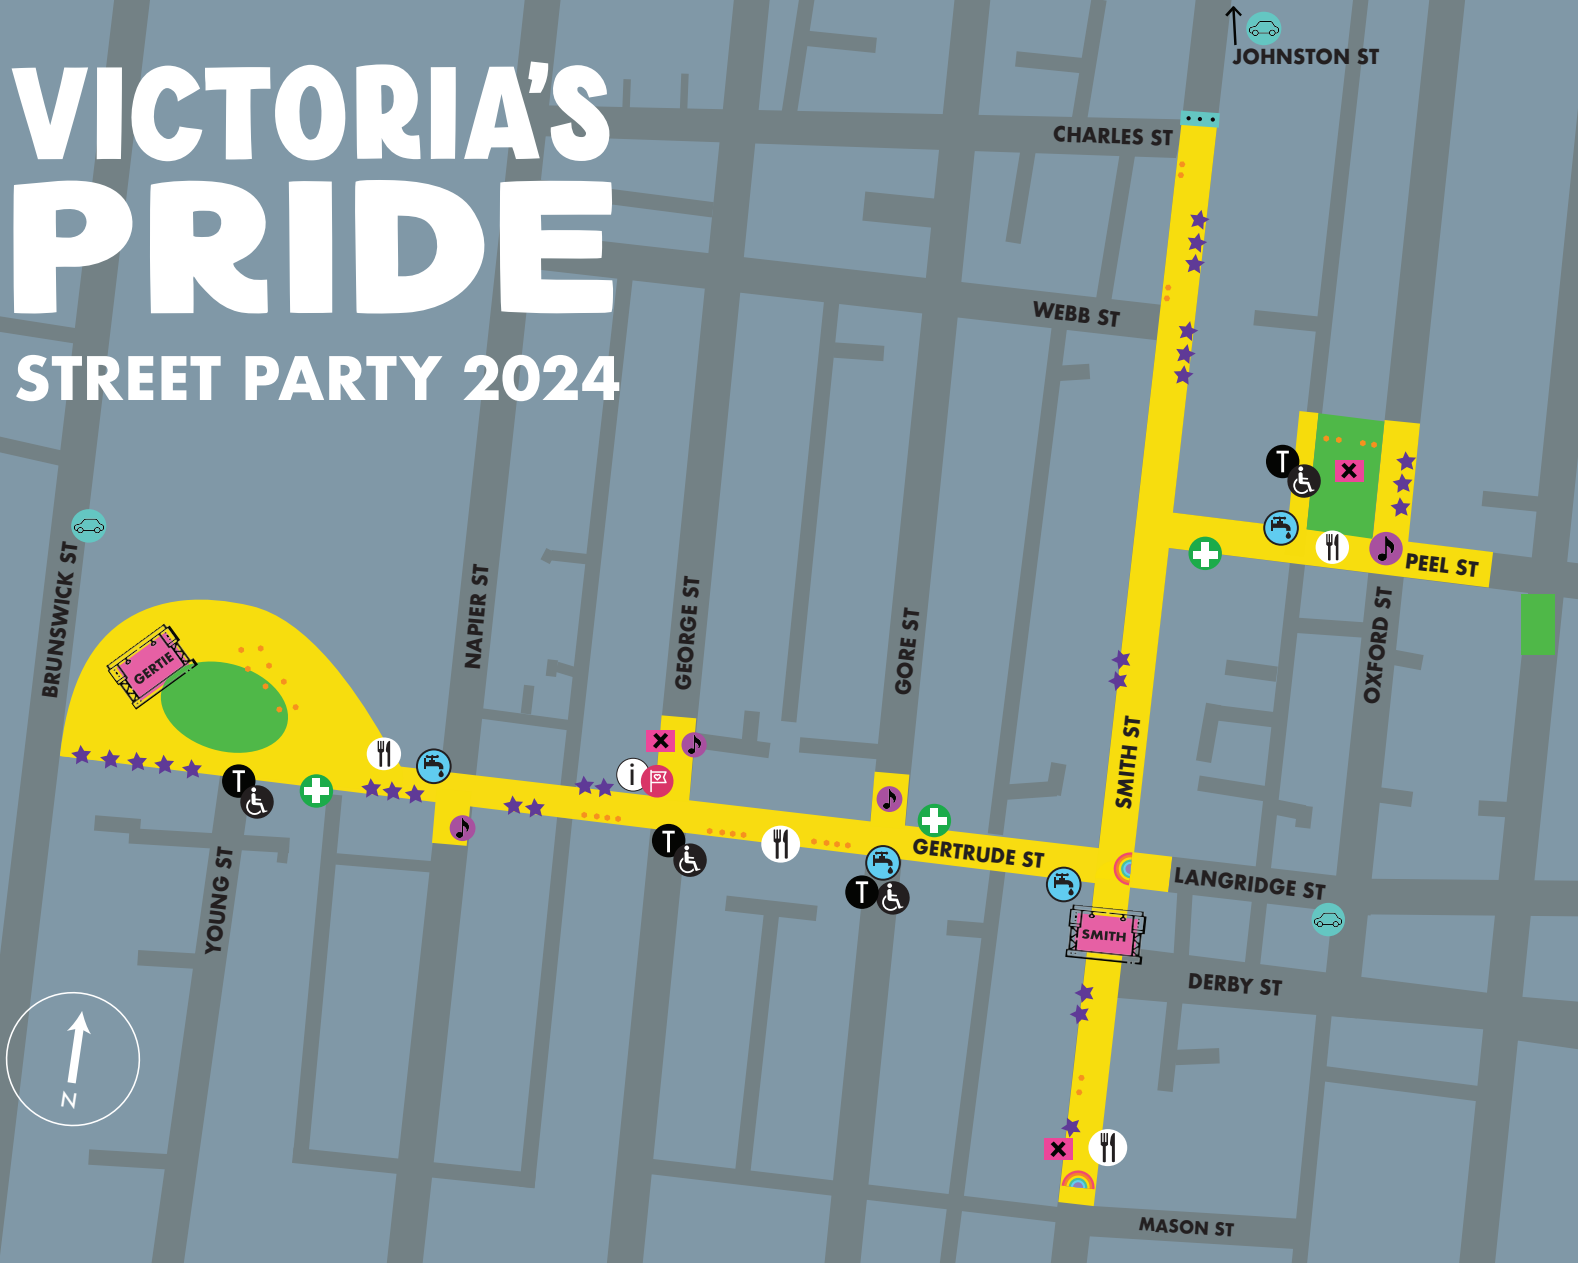 VICTORIA'S
PRIDE
STREET PARTY 2024
JOHNSTON ST
CHARLES ST
WEBB ST
PEEL ST
OXFORD ST
BRUNSWICK ST
NAPIER ST
GEORGE ST
GORE ST
SMITH ST
GERTIE
T
T
T
T
i
YOUNG ST
GERTRUDE ST
LANGRIDGE ST
SMITH
DERBY ST
MASON ST
N